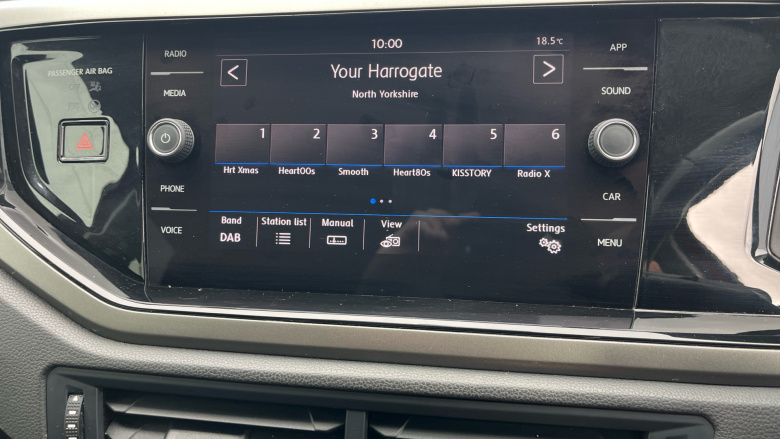 10:00
18.5°C
RADIO
MEDIA
PHONE
VOICE
PASSENGER AIR BAG
Your Harrogate
North Yorkshire
1 2 3 4 5 6
Hrt Xmas Heart00s Smooth Heart80s KISSTORY Radio X
Band Station list Manual View Settings
DAB
APP
SOUND
CAR
MENU